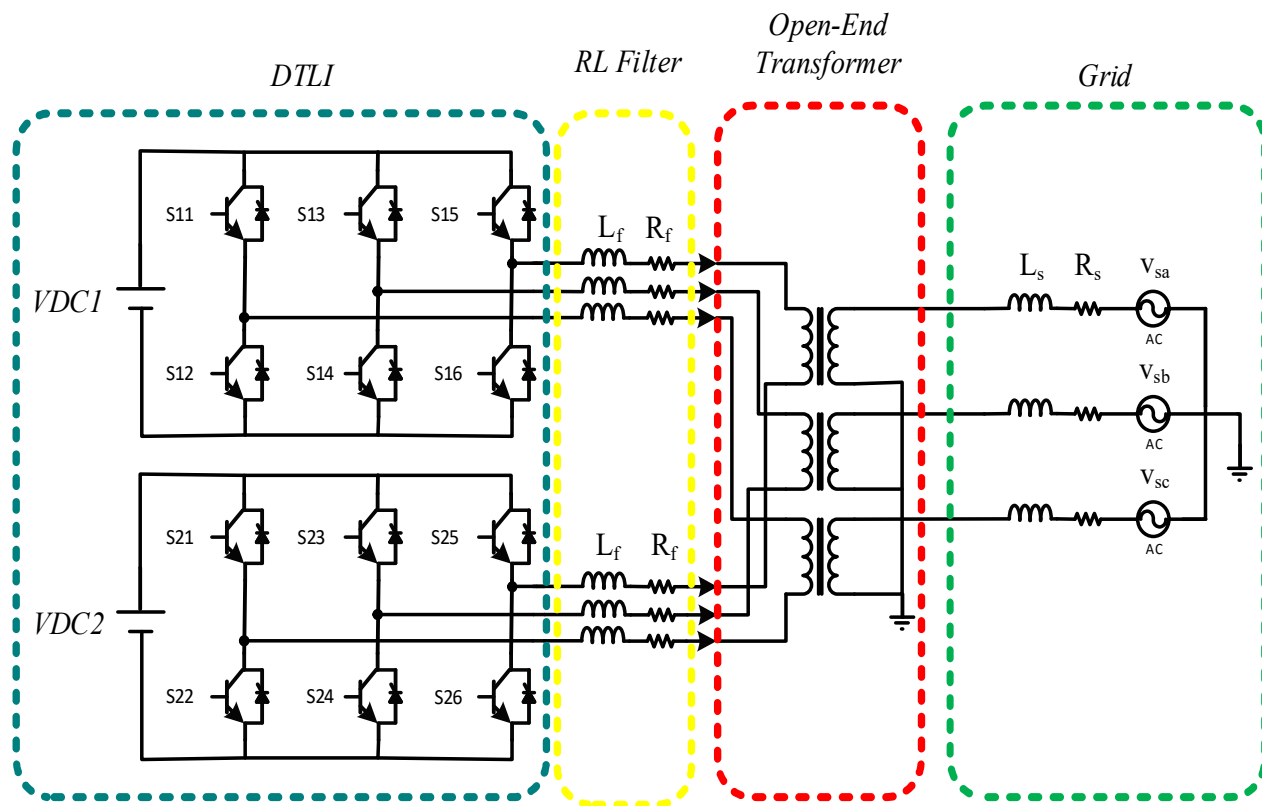 DTLI
RL Filter
Open-End
Transformer
Grid
S11
S13
S15
Lf
Rf
Ls
Rs
vsa
AC
VDC1
S12
S14
S16
vsb
AC
vsc
AC
S21
S23
S25
Lf
Rf
VDC2
S22
S24
S26